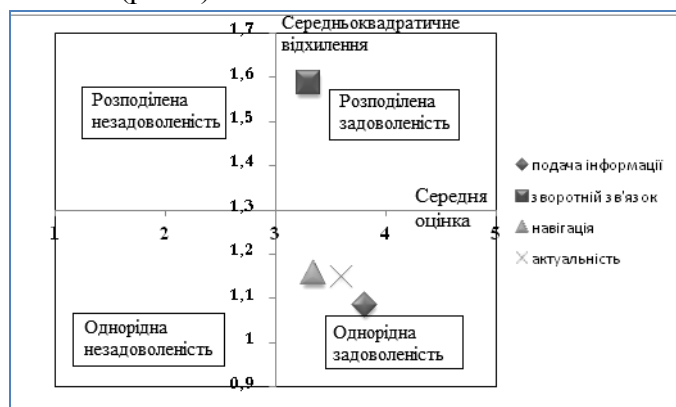 1,7
Середньоквадратичне
відхилення
1,6
Розподілена
незадоволеність
Розподілена
задоволеність
1,5
1,4
подача інформації
зворотній зв'язок
навігація
актуальність
Середня
оцінка
1,3
1
2
3
4
5
1,2
1,1
Однорідна
незадоволеність
Однорідна
задоволеність
1
0,9